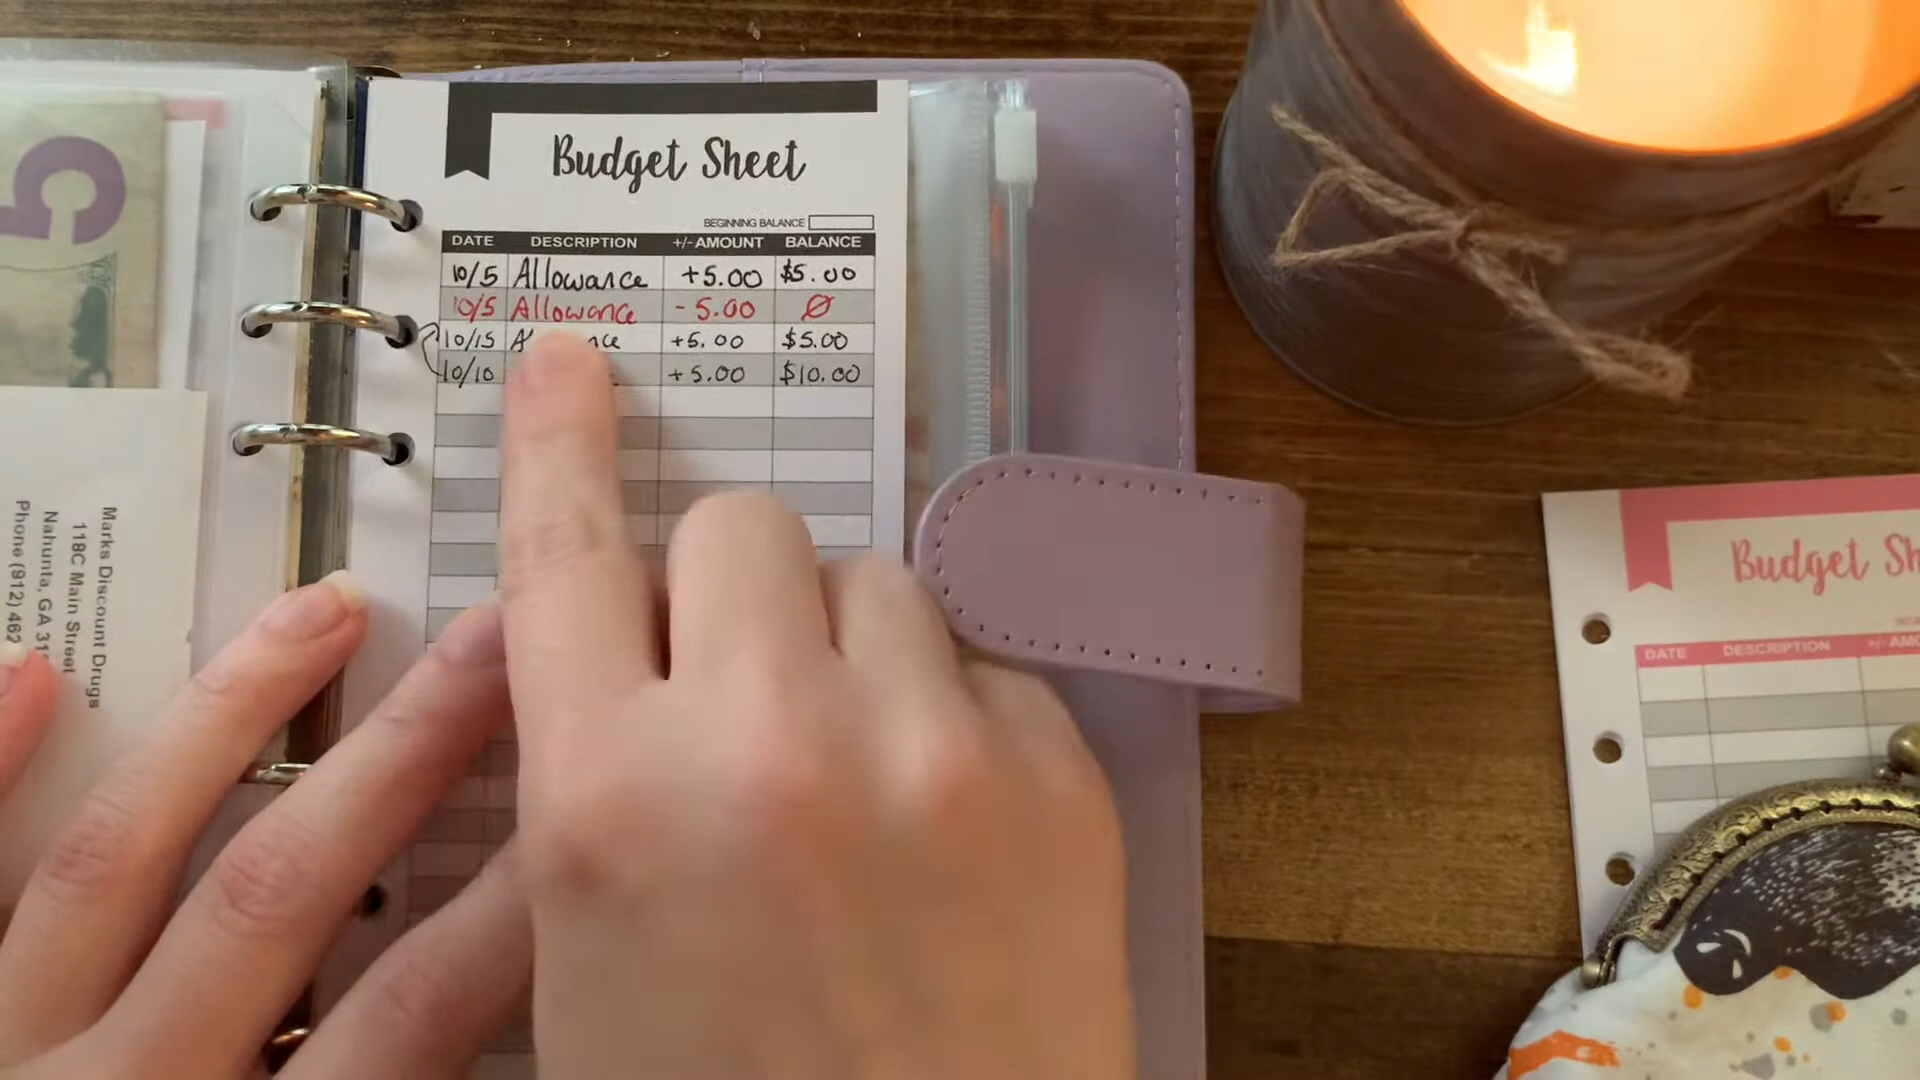 5
Marks Discount Drugs
118C Main Street
Nahunta, GA
Phone (912) 462
Budget Sheet
BEGINNING BALANCE
DATE DESCRIPTION +/- AMOUNT BALANCE
10/5 Allowance +5.00 $5.00
10/5 Allowance - 5.00 Ø
10/15 +5.00 $5.00
10/10 +5.00 $10.00
Budget
DATE DESCRIPTION